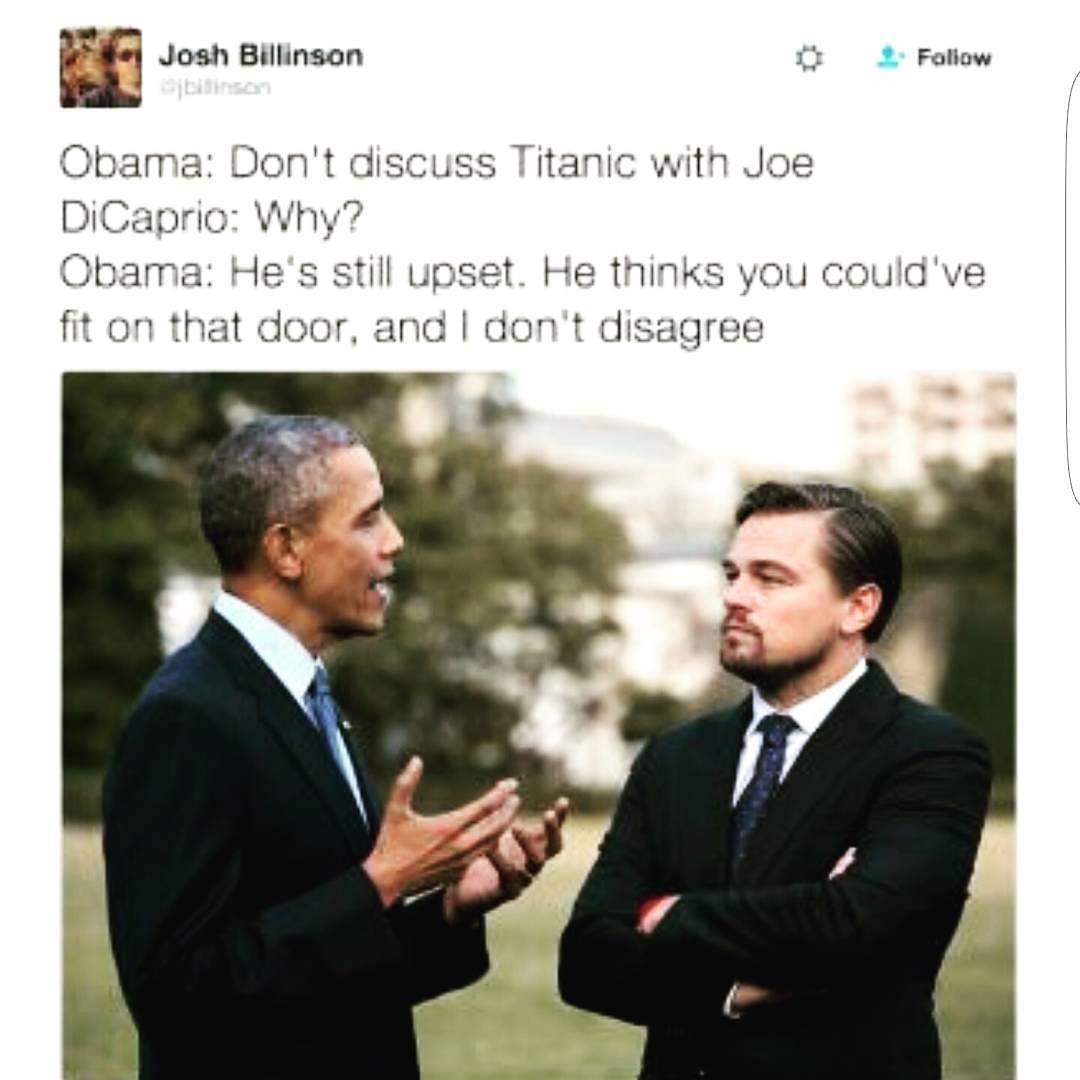 Josh Billinson
Follow
@jbillinson
Obama: Don't discuss Titanic with Joe
DiCaprio: Why?
Obama: He's still upset. He thinks you could've
fit on that door, and I don't disagree